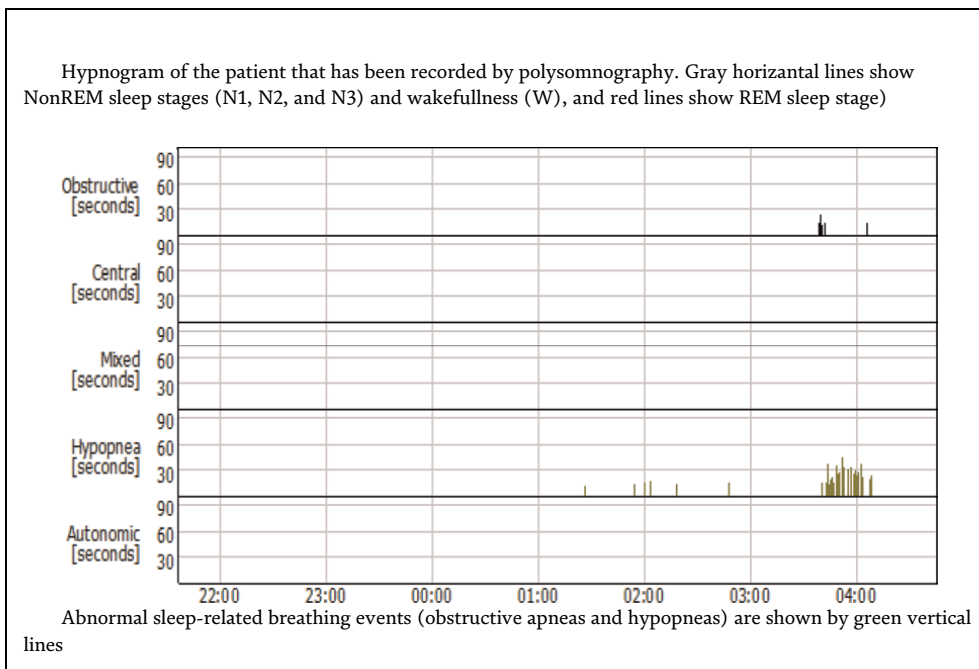 Hypnogram of the patient that has been recorded by polysomnography. Gray horizantal lines show
NonREM sleep stages (N1, N2, and N3) and wakefullness (W), and red lines show REM sleep stage)
90
Obstructive 60
[seconds] 30
90
Central 60
[seconds] 30
90
Mixed 60
[seconds] 30
90
Hypopnea 60
[seconds] 30
90
Autonomic 60
[seconds] 30
22:00 23:00 00:00 01:00 02:00 03:00 04:00
Abnormal sleep-related breathing events (obstructive apneas and hypopneas) are shown by green vertical
lines